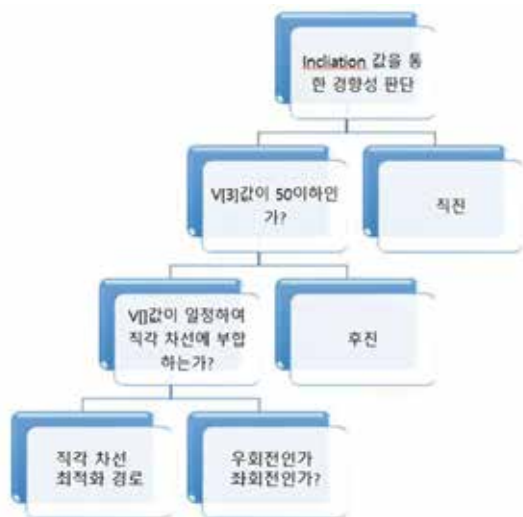 Incliation 값을 통
한 경향성 판단
V[3]값이 50이하인
가?
직진
V[]값이 일정하여
직각 차선에 부합
하는가?
후진
직각 차선
최적화 경로
우회전인가
좌회전인가?